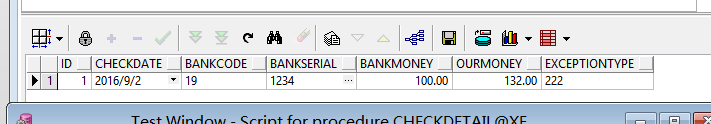 ID CHECKDATE BANKCODE BANKSERIAL BANKMONEY OURMONEY EXCEPTIONTYPE
1 1 2016/9/2 19 1234 ... 100.00 132.00 222
Test Window - Script for procedure CHECKDETAIL@XE